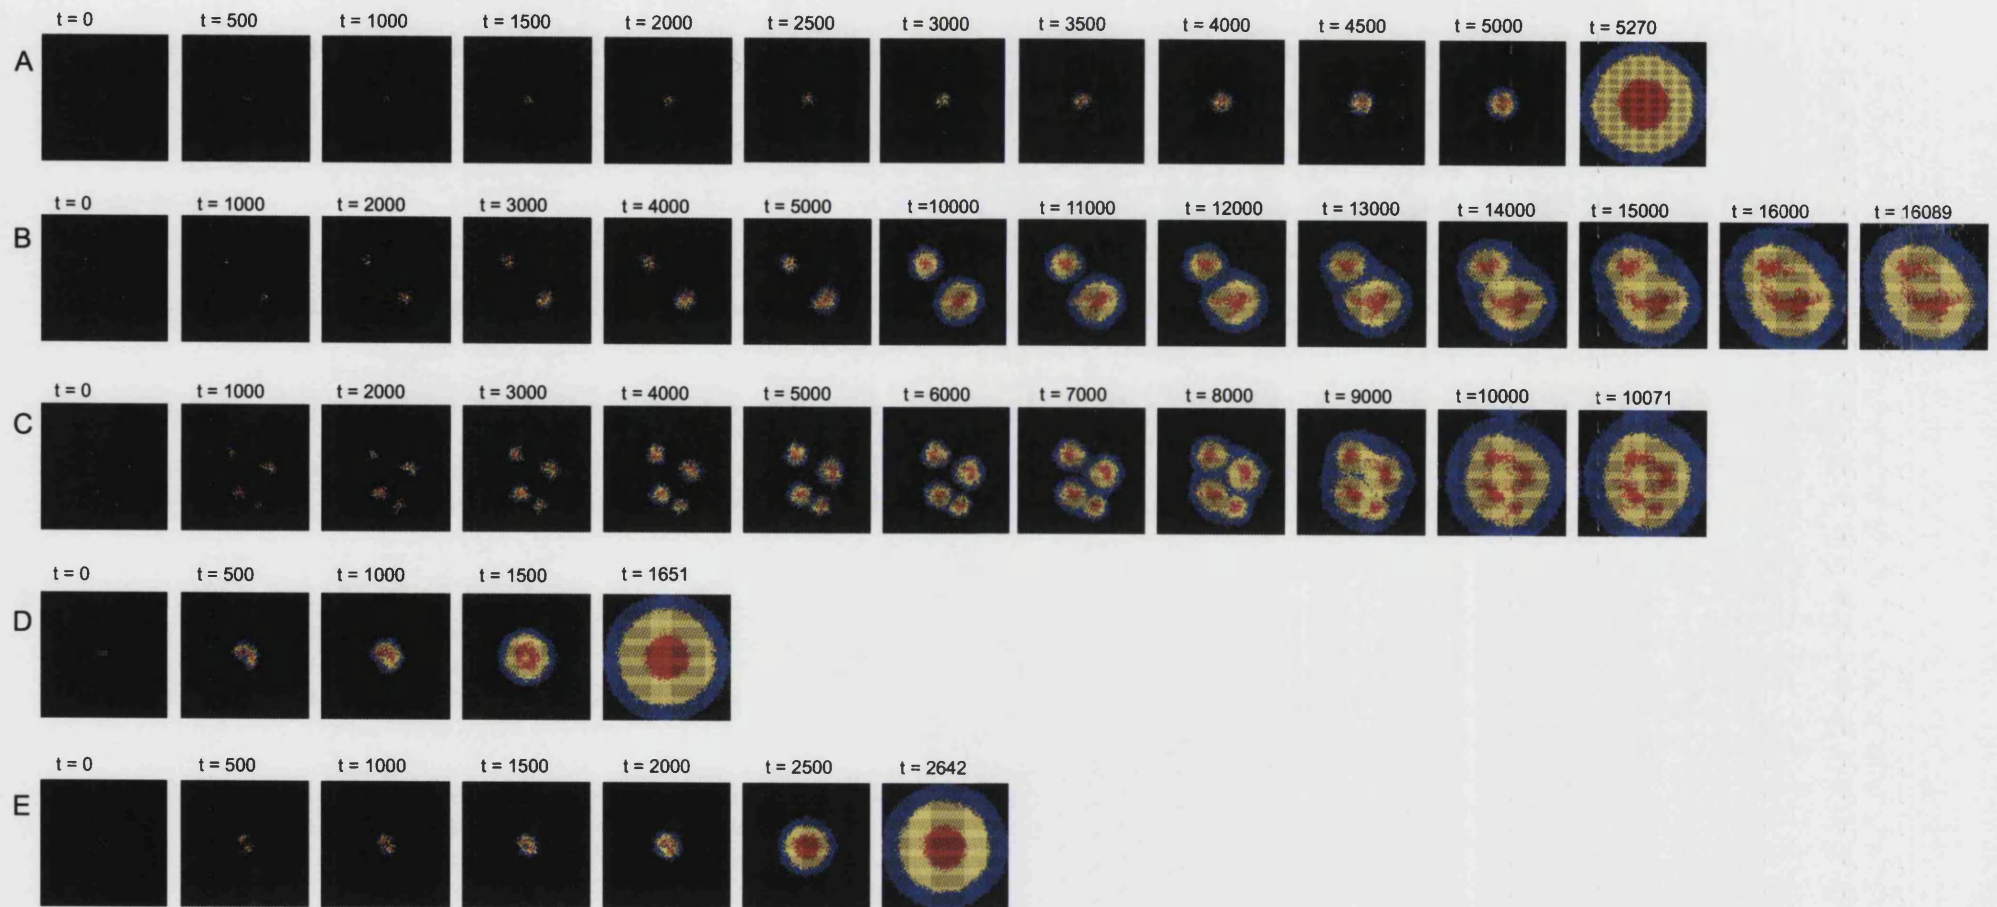 t = 0 t = 500 t = 1000 t = 1500 t = 2000 t = 2500 t = 3000 t = 3500 t = 4000 t = 4500 t = 5000 t = 5270
A
t = 0 t = 1000 t = 2000 t = 3000 t = 4000 t = 5000 t =10000 t = 11000 t = 12000 t = 13000 t = 14000 t = 15000 t = 16000 t = 16089
B
t = 0 t = 1000 t = 2000 t = 3000 t = 4000 t = 5000 t = 6000 t = 7000 t = 8000 t = 9000 t =10000 t = 10071
C
t = 0 t = 500 t = 1000 t = 1500 t = 1651
D
t = 0 t = 500 t = 1000 t = 1500 t = 2000 t = 2500 t = 2642
E